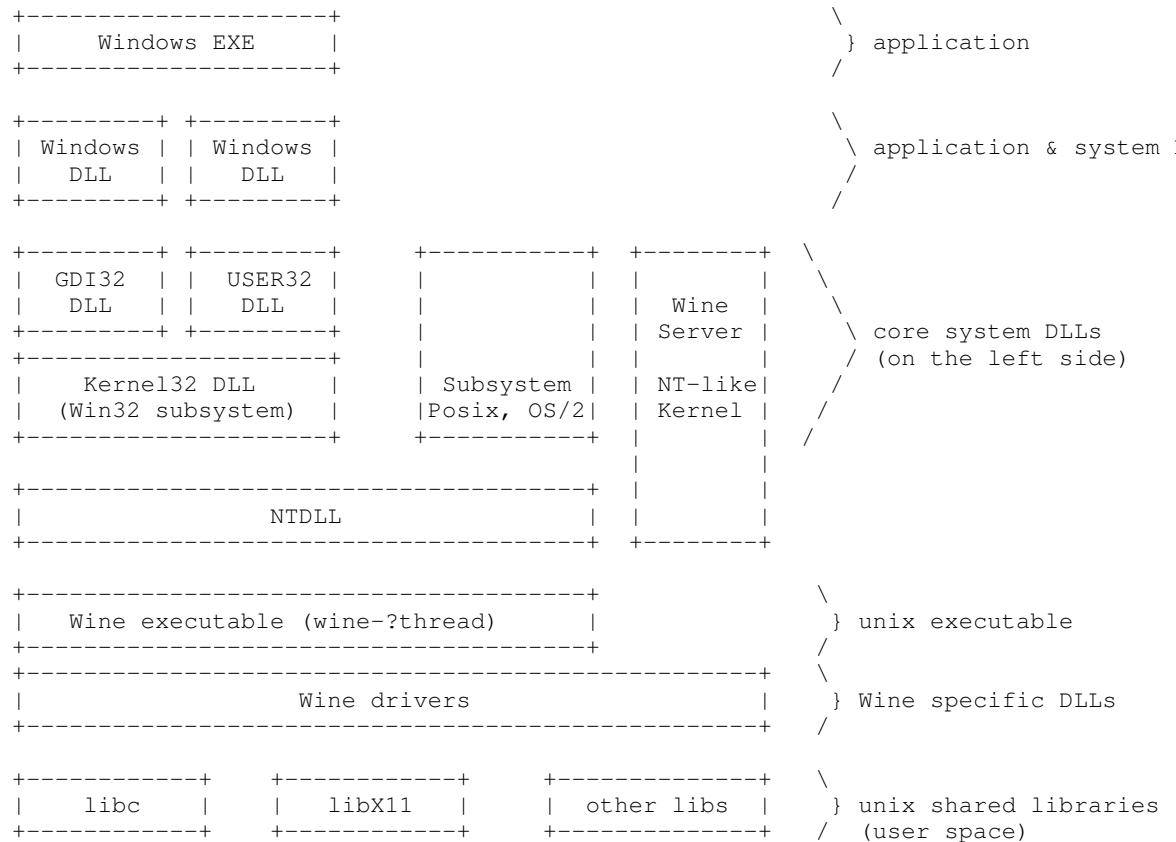 Windows EXE } application
Windows Windows application & system
DLL DLL
GDI32 USER32
DLL DLL Wine
Server core system DLLs
(on the left side)
Kernel32 DLL Subsystem NT-like
(Win32 subsystem) Posix, OS/2 Kernel
NTDLL
Wine executable (wine-?thread) } unix executable
Wine drivers } Wine specific DLLs
libc libX11 other libs } unix shared libraries
(user space)